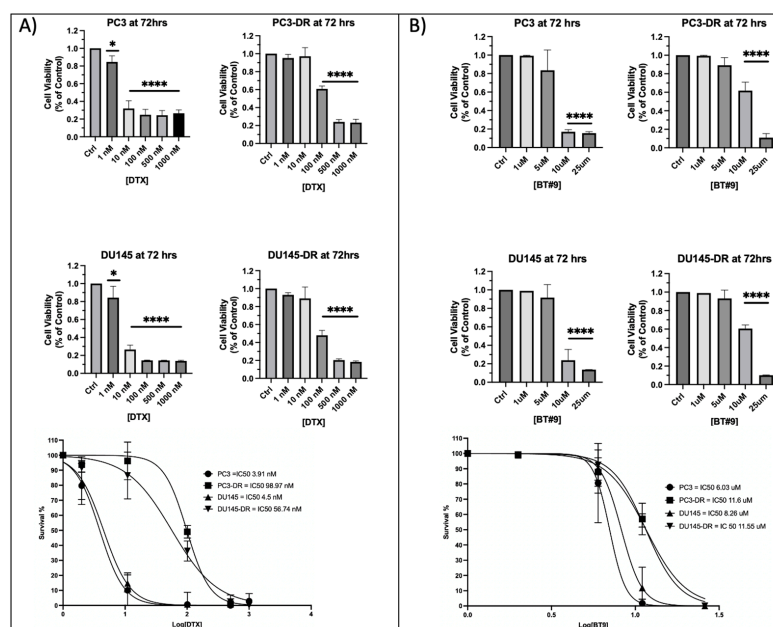 A)
PC3 at 72hrs
Cell Viability
(% of Control)
1.2
1.0
0.8
0.6
0.4
0.2
0.0
*
****
Ctrl
1 nM
10 nM
100 nM
500 nM
1000 nM
[DTX]
PC3-DR at 72 hrs
Cell Viability
(% of Control)
1.2
1.0
0.8
0.6
0.4
0.2
0.0
****
Ctrl
1 nM
10 nM
100 nM
500 nM
1000 nM
[DTX]
DU145 at 72 hrs
Cell Viability
(% of Control)
1.2
1.0
0.8
0.6
0.4
0.2
0.0
*
****
Ctrl
1 nM
10 nM
100 nM
500 nM
1000 nM
[DTX]
DU145-DR at 72hrs
Cell Viability
(% of Control)
1.2
1.0
0.8
0.6
0.4
0.2
0.0
****
Ctrl
1 nM
10 nM
100 nM
500 nM
1000 nM
[DTX]
Survival %
110
100
90
80
70
60
50
40
30
20
10
0
0
1
2
3
4
Log[DTX]
PC3 =IC50 3.91 nM
PC3-DR = IC50 98.97 nM
DU145 = IC50 4.5 nM
DU145-DR = IC50 56.74 nM
B)
PC3 at 72 hrs
Cell Viability
(% of Control)
1.2
1.0
0.8
0.6
0.4
0.2
0.0
****
Ctrl
1uM
5uM
10uM
25um
[BT#9]
PC3-DR at 72 hrs
Cell Viability
(% of Control)
1.2
1.0
0.8
0.6
0.4
0.2
0.0
****
Ctrl
1uM
5uM
10uM
25um
[BT#9]
DU145 at 72 hrs
Cell Viability
(% of Control)
1.2
1.0
0.8
0.6
0.4
0.2
0.0
****
Ctrl
1uM
5uM
10uM
25um
[BT#9]
DU145-DR at 72hrs
Cell Viability
(% of Control)
1.2
1.0
0.8
0.6
0.4
0.2
0.0
****
Ctrl
1uM
5uM
10uM
25um
[BT#9]
Survival %
110
100
90
80
70
60
50
40
30
20
10
0
0.0
0.5
1.0
1.5
Log[BT9]
PC3 = IC50 6.03 uM
PC3-DR = IC50 11.6 uM
DU145 = IC50 8.26 uM
DU145-DR = IC 50 11.55 uM